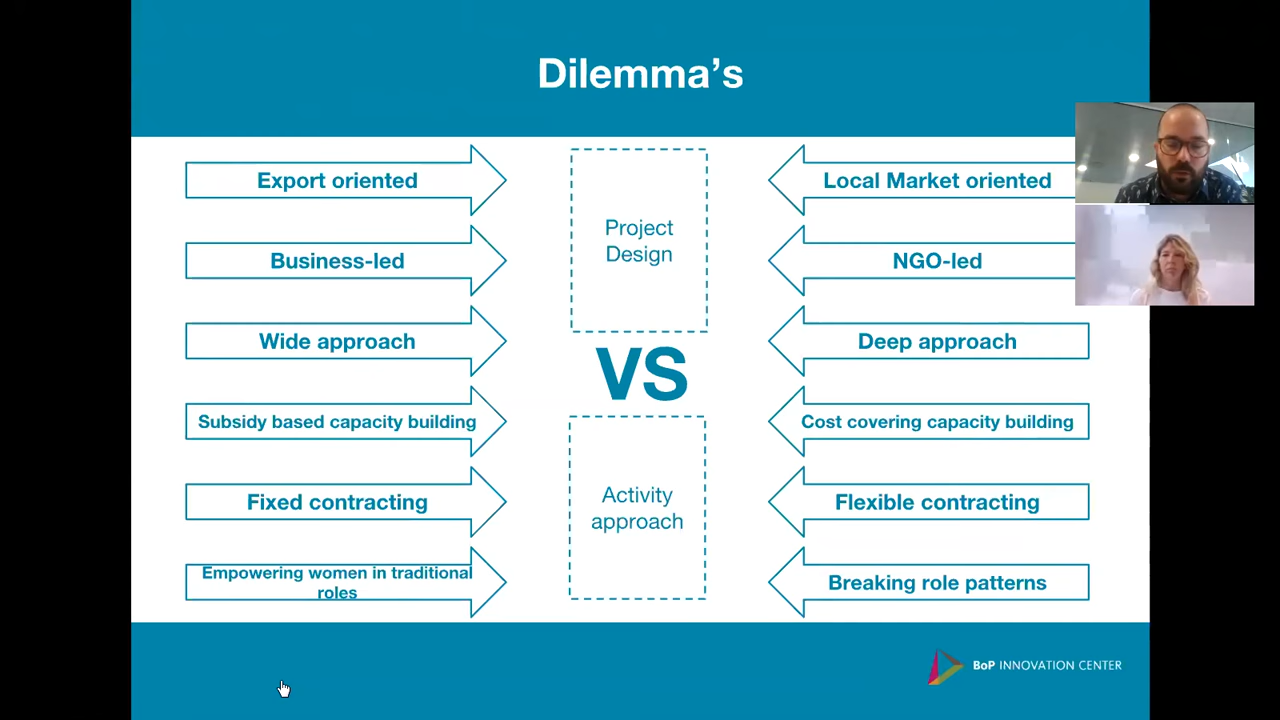 Dilemma’s
Export oriented
Project
Design
Local Market oriented
Business-led
NGO-led
Wide approach
VS
Deep approach
Subsidy based capacity building
Cost covering capacity building
Fixed contracting
Activity
approach
Flexible contracting
Empowering women in traditional
roles
Breaking role patterns
BoP INNOVATION CENTER